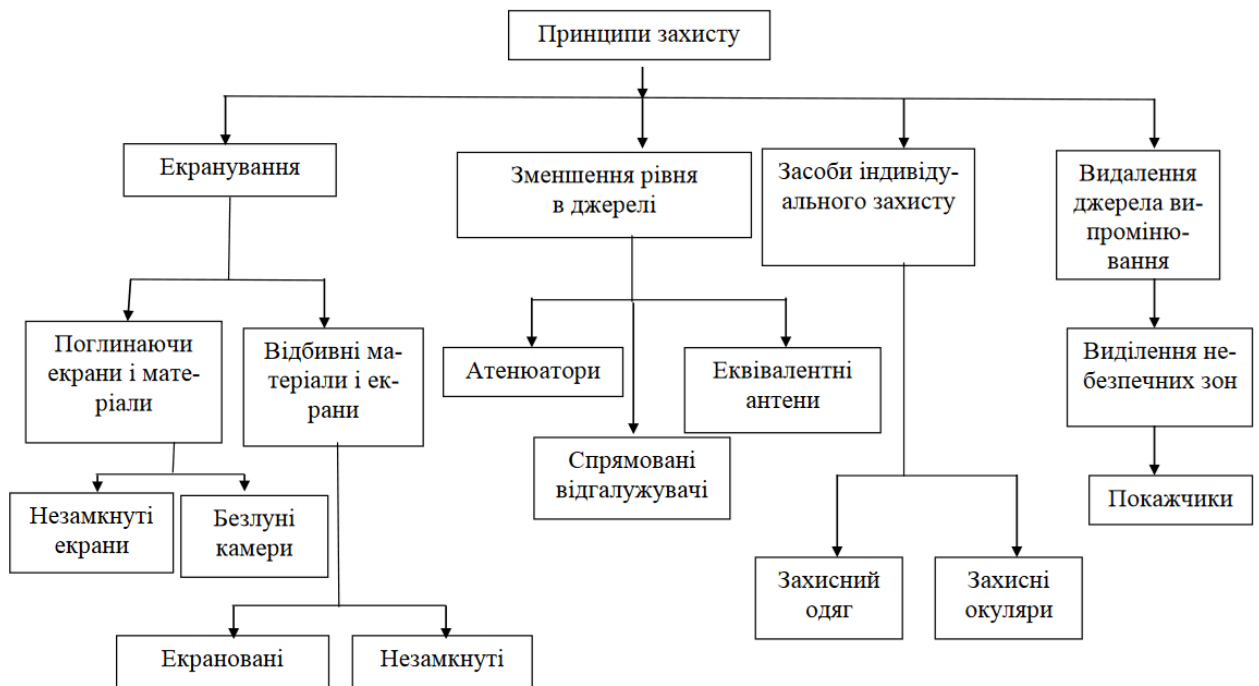 Принципи захисту
Екранування
Зменшення рівня
в джерелі
Засоби індивіду-
ального захисту
Видалення
джерела ви-
проміню-
вання
Поглинаючи
екрани і мате-
ріали
Відбивні ма-
теріали і ек-
рани
Атенюатори
Еквівалентні
антени
Виділення не-
безпечних зон
Спрямовані
відгалужувачі
Незамкнуті
екрани
Безлуні
камери
Покажчики
Захисний
одяг
Захисні
окуляри
Екрановані
Незамкнуті